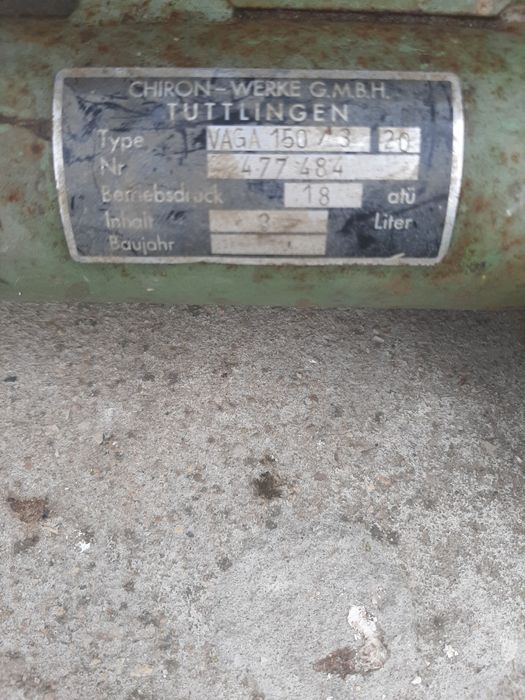 CHIRON-WERKE G.M.B.H.
TUTTLINGEN
Type VAGA 150 / 3 20
Nr 477 484
Betriebsdruck 18 atü
Inhalt 3 Liter
Baujahr